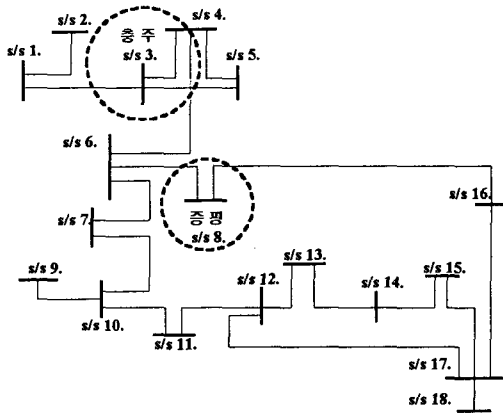 s/s 2.
s/s 4.
충 주
s/s 1.
s/s 3.
s/s 5.
s/s 6.
s/s 16.
증 평
s/s 7.
s/s 8.
s/s 13.
s/s 9.
s/s 12.
s/s 14.
s/s 15.
s/s 10.
s/s 11.
s/s 17.
s/s 18.